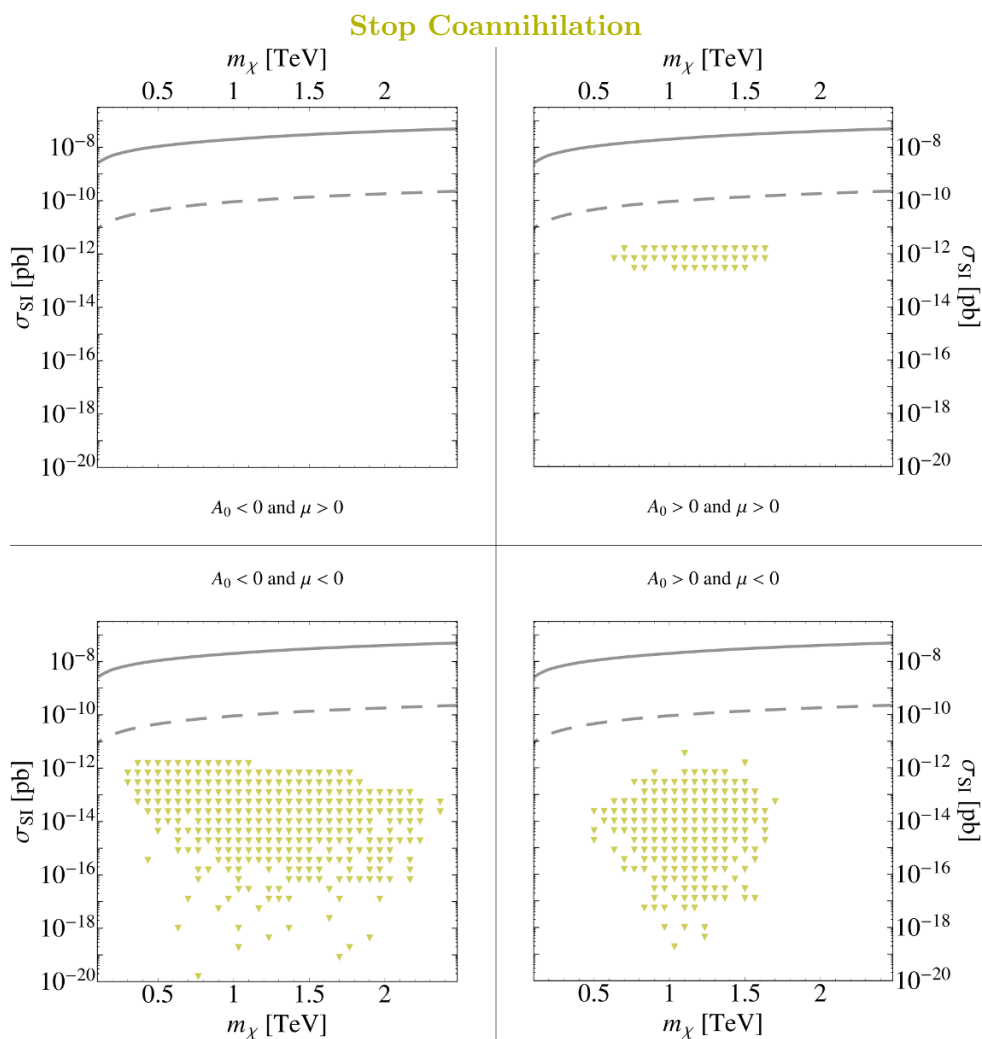 Stop Coannihilation
m_χ [TeV]
0.5 1 1.5 2
σ_SI [pb]
10^-8
10^-10
10^-12
10^-14
10^-16
10^-18
10^-20
A_0 < 0 and μ > 0
m_χ [TeV]
0.5 1 1.5 2
10^-8
10^-10
10^-12
10^-14
10^-16
10^-18
10^-20
σ_SI [pb]
A_0 > 0 and μ > 0
A_0 < 0 and μ < 0
σ_SI [pb]
10^-8
10^-10
10^-12
10^-14
10^-16
10^-18
10^-20
0.5 1 1.5 2
m_χ [TeV]
A_0 > 0 and μ < 0
10^-8
10^-10
10^-12
10^-14
10^-16
10^-18
10^-20
σ_SI [pb]
0.5 1 1.5 2
m_χ [TeV]